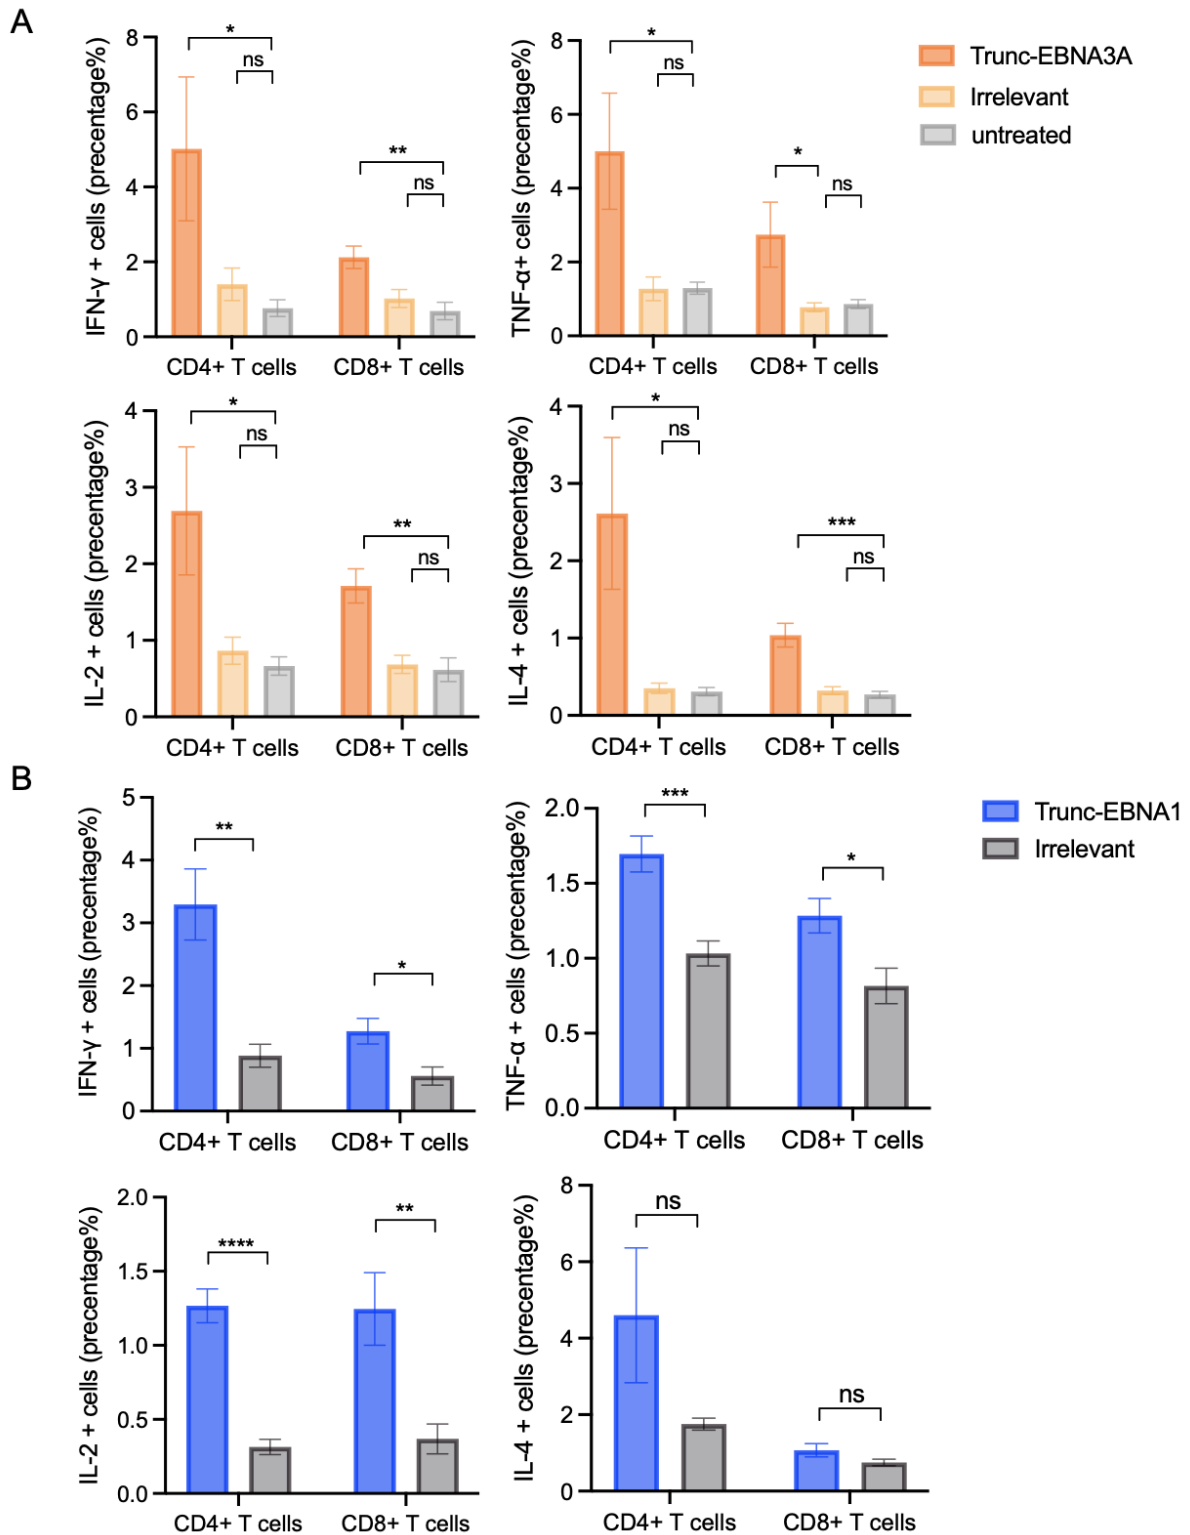 A
IFN-γ + cells (precentage%)
8
6
4
2
0
*
ns
**
ns
CD4+ T cells
CD8+ T cells
TNF-α+ cells (precentage%)
8
6
4
2
0
*
ns
*
ns
CD4+ T cells
CD8+ T cells
Trunc-EBNA3A
Irrelevant
untreated
IL-2 + cells (precentage%)
4
3
2
1
0
*
ns
**
ns
CD4+ T cells
CD8+ T cells
IL-4 + cells (precentage%)
4
3
2
1
0
*
ns
***
ns
CD4+ T cells
CD8+ T cells
B
IFN-γ + cells (precentage%)
5
4
3
2
1
0
**
*
CD4+ T cells
CD8+ T cells
TNF-α + cells (precentage%)
2.0
1.5
1.0
0.5
0.0
***
*
CD4+ T cells
CD8+ T cells
Trunc-EBNA1
Irrelevant
IL-2 + cells (precentage%)
2.0
1.5
1.0
0.5
0.0
****
**
CD4+ T cells
CD8+ T cells
IL-4 + cells (precentage%)
8
6
4
2
0
ns
ns
CD4+ T cells
CD8+ T cells